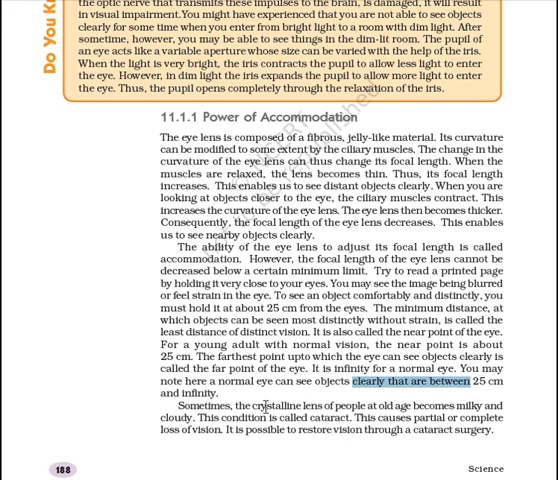 the optic nerve that transmits these impulses to the brain, is damaged, it will result
in visual impairment.You might have experienced that you are not able to see objects
clearly for some time when you enter from bright light to a room with dim light. After
sometime, however, you may be able to see things in the dim-lit room. The pupil of
an eye acts like a variable aperture whose size can be varied with the help of the iris.
When the light is very bright, the iris contracts the pupil to allow less light to enter
the eye. However, in dim light the iris expands the pupil to allow more light to enter
the eye. Thus, the pupil opens completely through the relaxation of the iris.
Do You K
11.1.1 Power of Accommodation
The eye lens is composed of a fibrous, jelly-like material. Its curvature
can be modified to some extent by the ciliary muscles. The change in the
curvature of the eye lens can thus change its focal length. When the
muscles are relaxed, the lens becomes thin. Thus, its focal length
increases. This enables us to see distant objects clearly. When you are
looking at objects closer to the eye, the ciliary muscles contract. This
increases the curvature of the eye lens. The eye lens then becomes thicker.
Consequently, the focal length of the eye lens decreases. This enables
us to see nearby objects clearly.
The ability of the eye lens to adjust its focal length is called
accommodation. However, the focal length of the eye lens cannot be
decreased below a certain minimum limit. Try to read a printed page
by holding it very close to your eyes. You may see the image being blurred
or feel strain in the eye. To see an object comfortably and distinctly, you
must hold it at about 25 cm from the eyes. The minimum distance, at
which objects can be seen most distinctly without strain, is called the
least distance of distinct vision. It is also called the near point of the eye.
For a young adult with normal vision, the near point is about
25 cm. The farthest point upto which the eye can see objects clearly is
called the far point of the eye. It is infinity for a normal eye. You may
note here a normal eye can see objects clearly that are between 25 cm
and infinity.
Sometimes, the crystalline lens of people at old age becomes milky and
cloudy. This condition is called cataract. This causes partial or complete
loss of vision. It is possible to restore vision through a cataract surgery.
188
Science